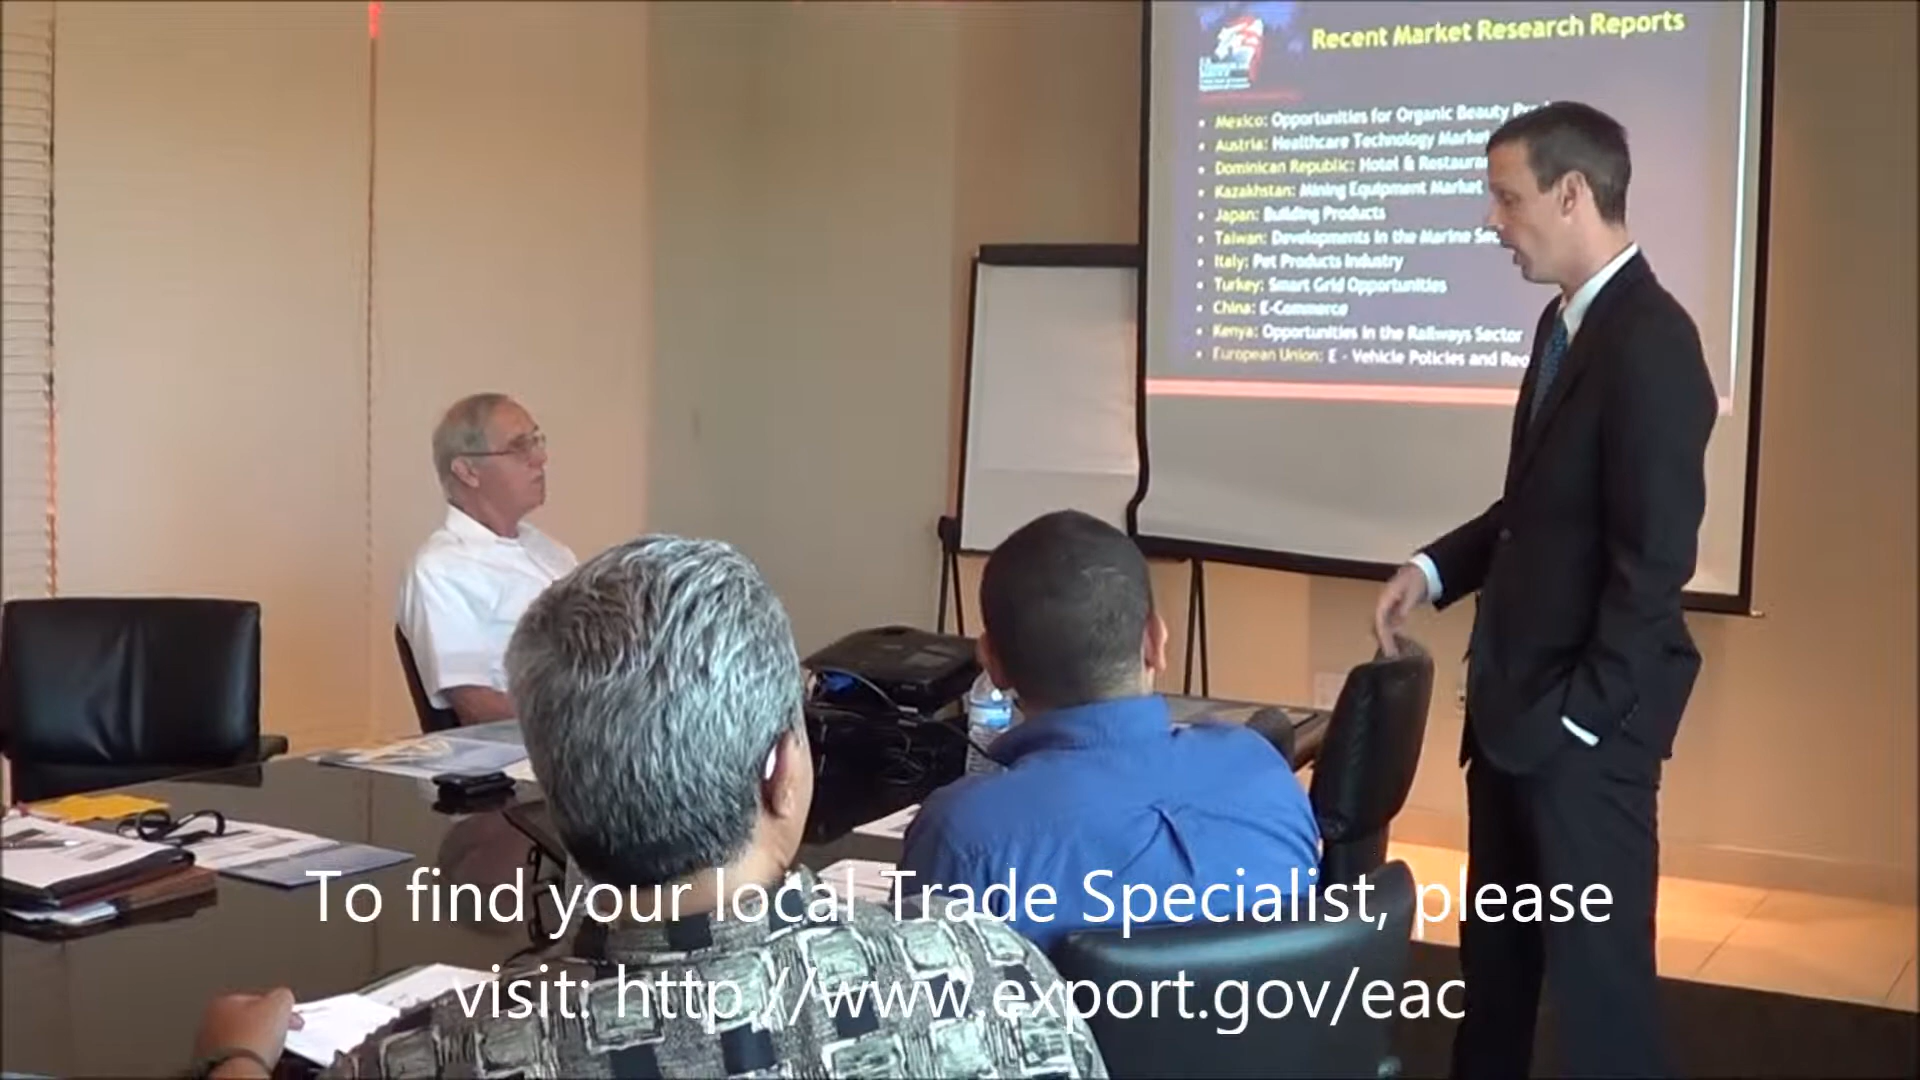 Recent Market Research Reports
• Mexico: Opportunities for Organic Beauty
• Austria: Healthcare Technology Market
• Dominican Republic: Hotel &
• Kazakhstan: Mining Equipment Market
• Japan: Building Products
• Taiwan: Developments in the Marine
• Italy: Pet Products Industry
• Turkey: Smart Grid Opportunities
• China: E-Commerce
• Kenya: Opportunities in the Railways Sector
• European Union: E - Vehicle Policies and
To find your local Trade Specialist, please
visit: http://www.export.gov/eac